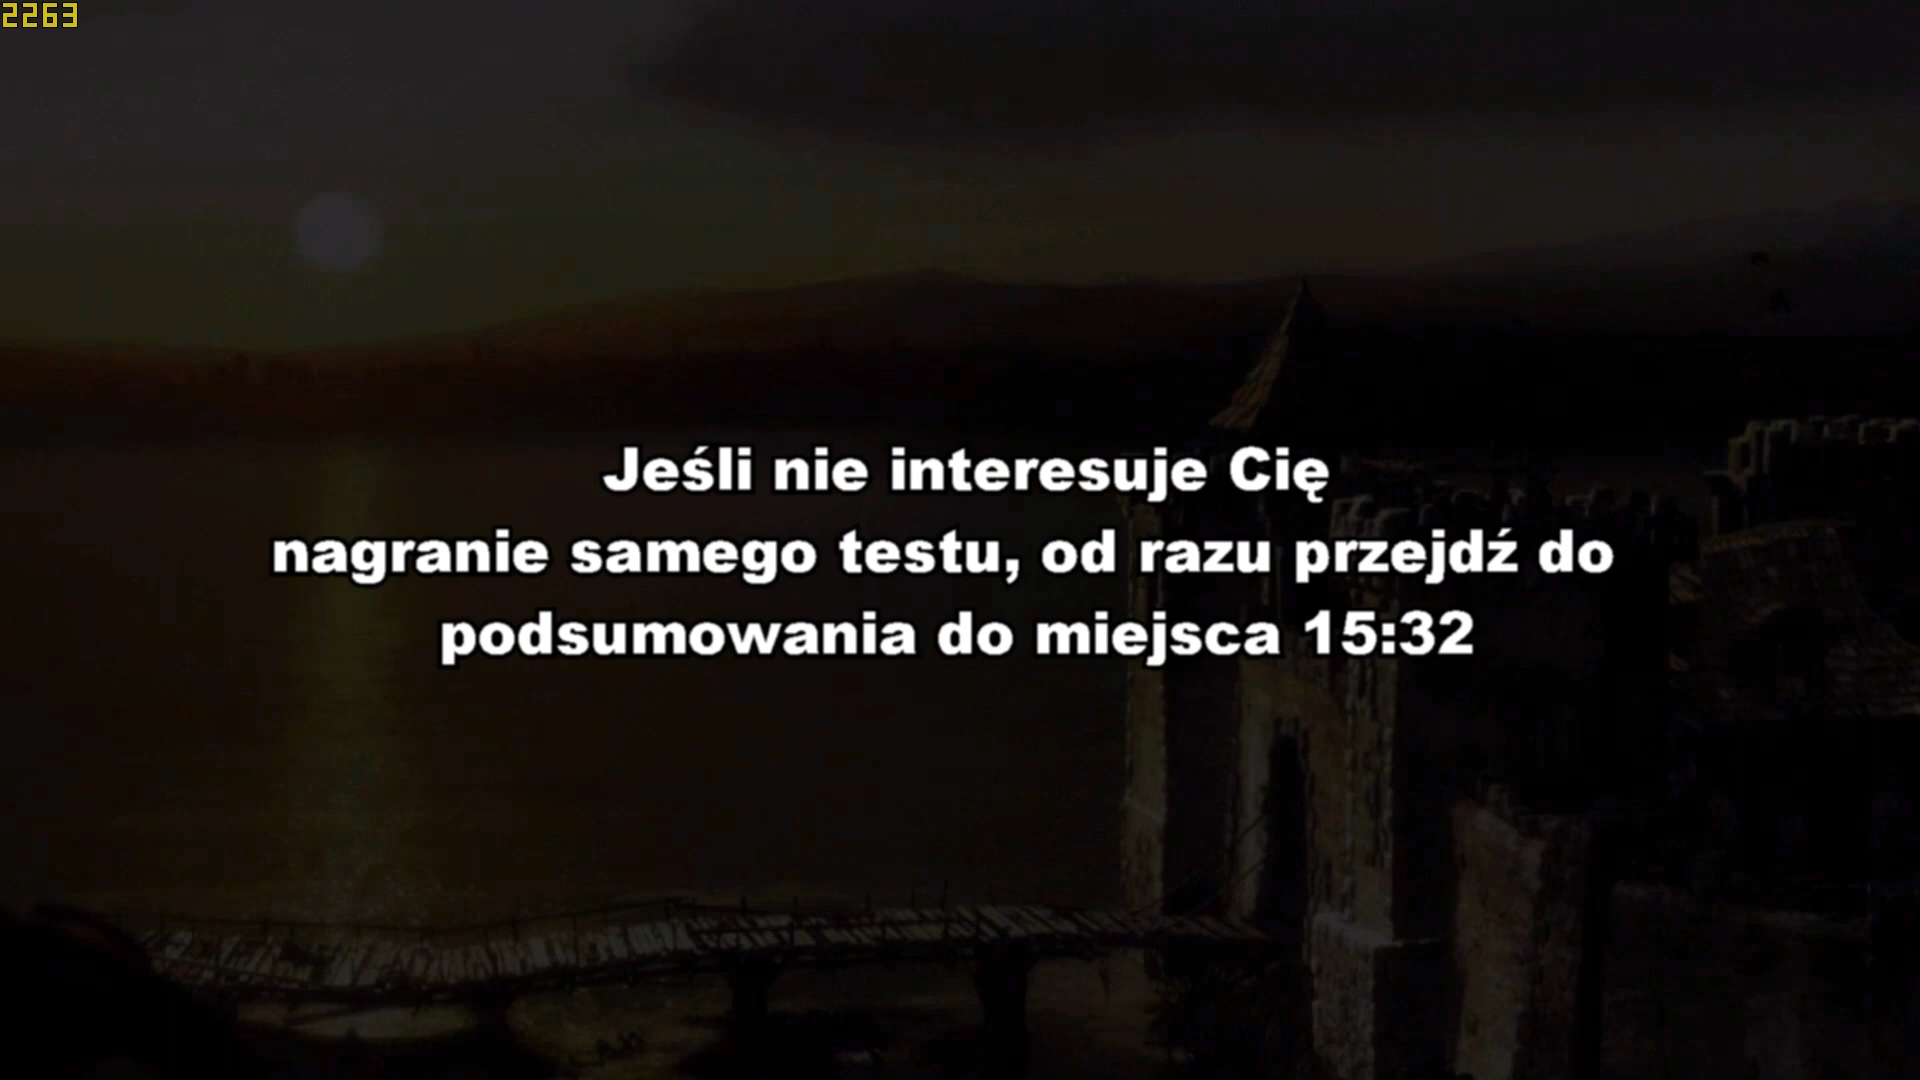 2263
Jeśli nie interesuje Cię
nagranie samego testu, od razu przejdź do
podsumowania do miejsca 15:32